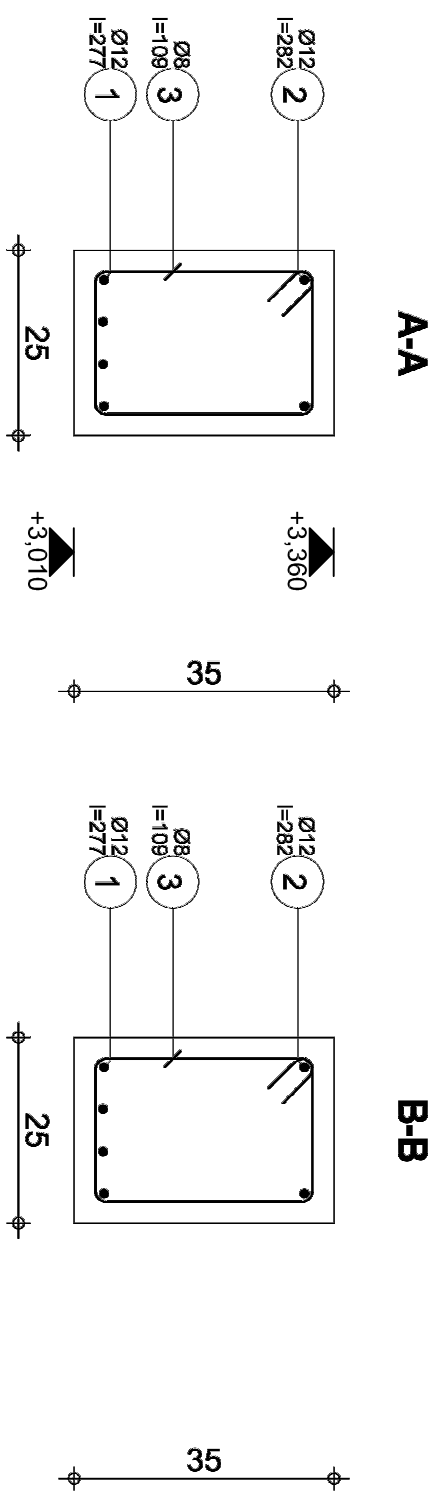 A-A
2
Ø12
l=282
3
Ø8
l=109
1
Ø12
l=277
25
+3,360
+3,010
35
B-B
2
Ø12
l=282
3
Ø8
l=109
1
Ø12
l=277
25
35